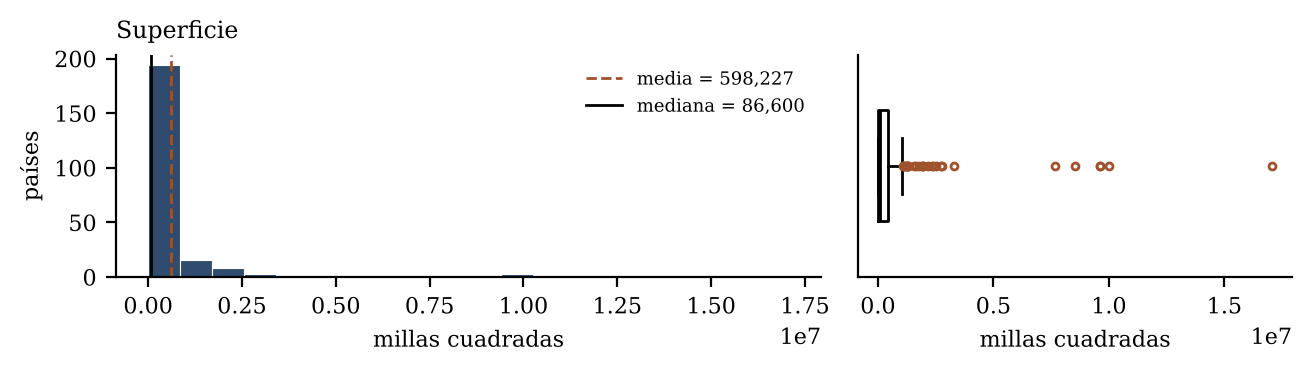 Superficie
200
150
100
50
0
países
media = 598,227
mediana = 86,600
0.00 0.25 0.50 0.75 1.00 1.25 1.50 1.75
1e7
millas cuadradas
0.0 0.5 1.0 1.5
1e7
millas cuadradas